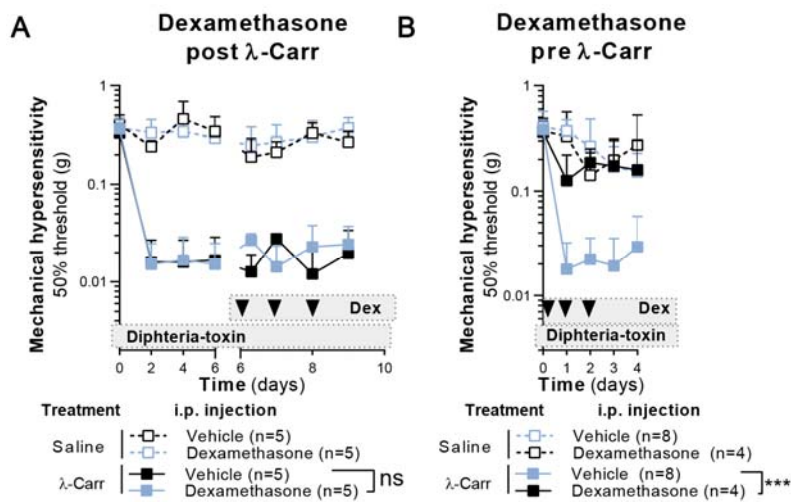 A
Dexamethasone
post λ-Carr
Mechanical hypersensitivity
50% threshold (g)
1
0.1
0.01
Dex
Diphteria-toxin
0 2 4 6 6 8 10
Time (days)
Treatment i.p. injection
Saline
Vehicle (n=5)
Dexamethasone (n=5)
λ-Carr
Vehicle (n=5)
Dexamethasone (n=5)
ns
B
Dexamethasone
pre λ-Carr
Mechanical hypersensitivity
50% threshold (g)
1
0.1
0.01
Dex
Diphteria-toxin
0 1 2 3 4
Time (days)
Treatment i.p. injection
Saline
Vehicle (n=8)
Dexamethasone (n=4)
λ-Carr
Vehicle (n=8)
Dexamethasone (n=4)
***